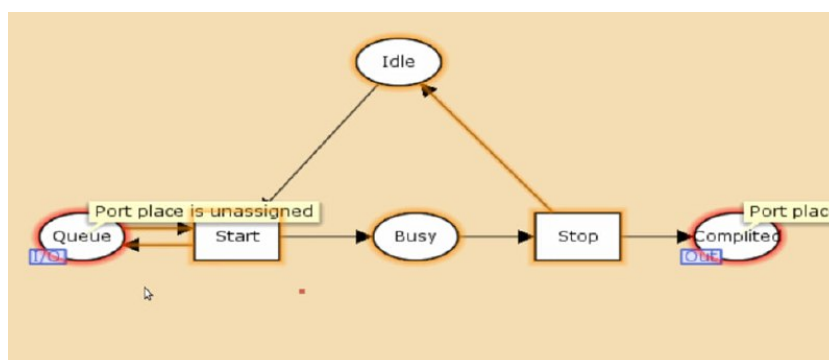 Idle
Port place is unassigned
Port plac
Queue
Start
Busy
Stop
Complited
I/O
Out